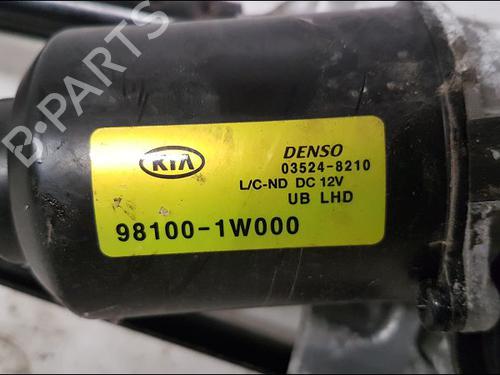 B-PARTS
KIA
DENSO
03524-8210
L/C-ND DC 12V
UB LHD
98100-1W000